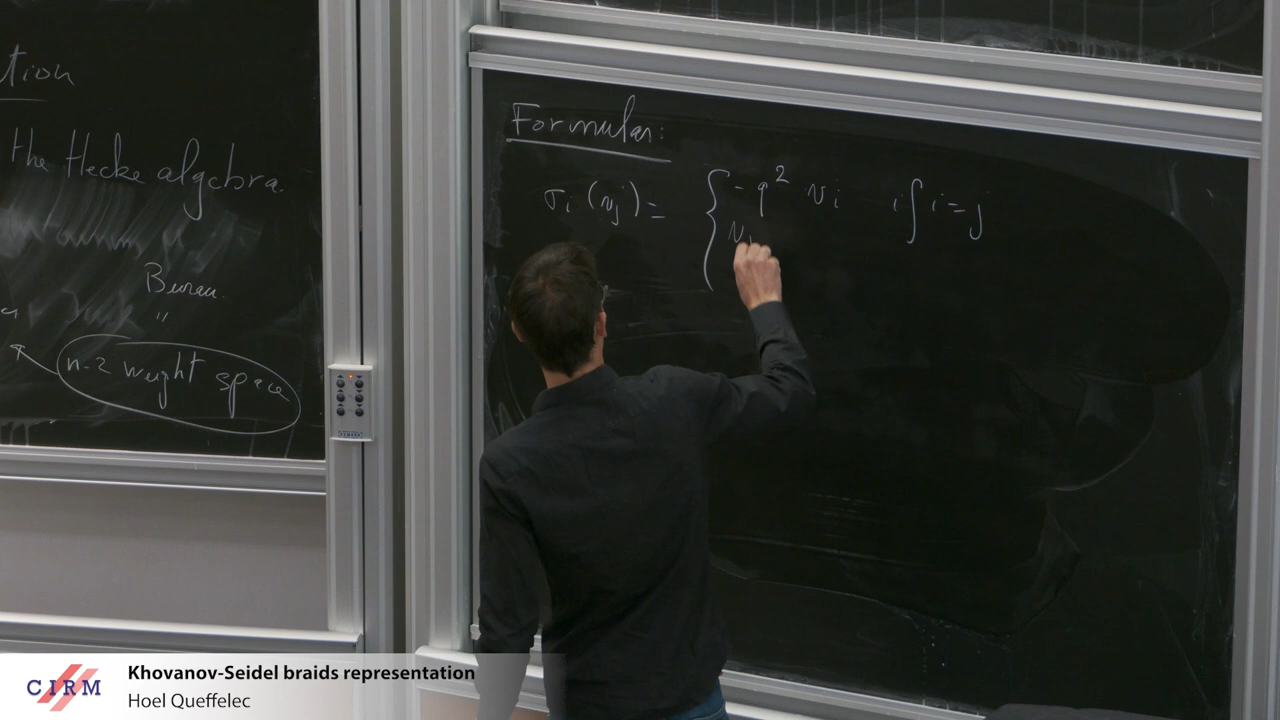 tion
the Hecke algebra.
Burau.
"
n-2 weight space
Formulas:
σi (vj) = { -q² vi if i=j
v
CIRM
Khovanov-Seidel braids representation
Hoel Queffelec